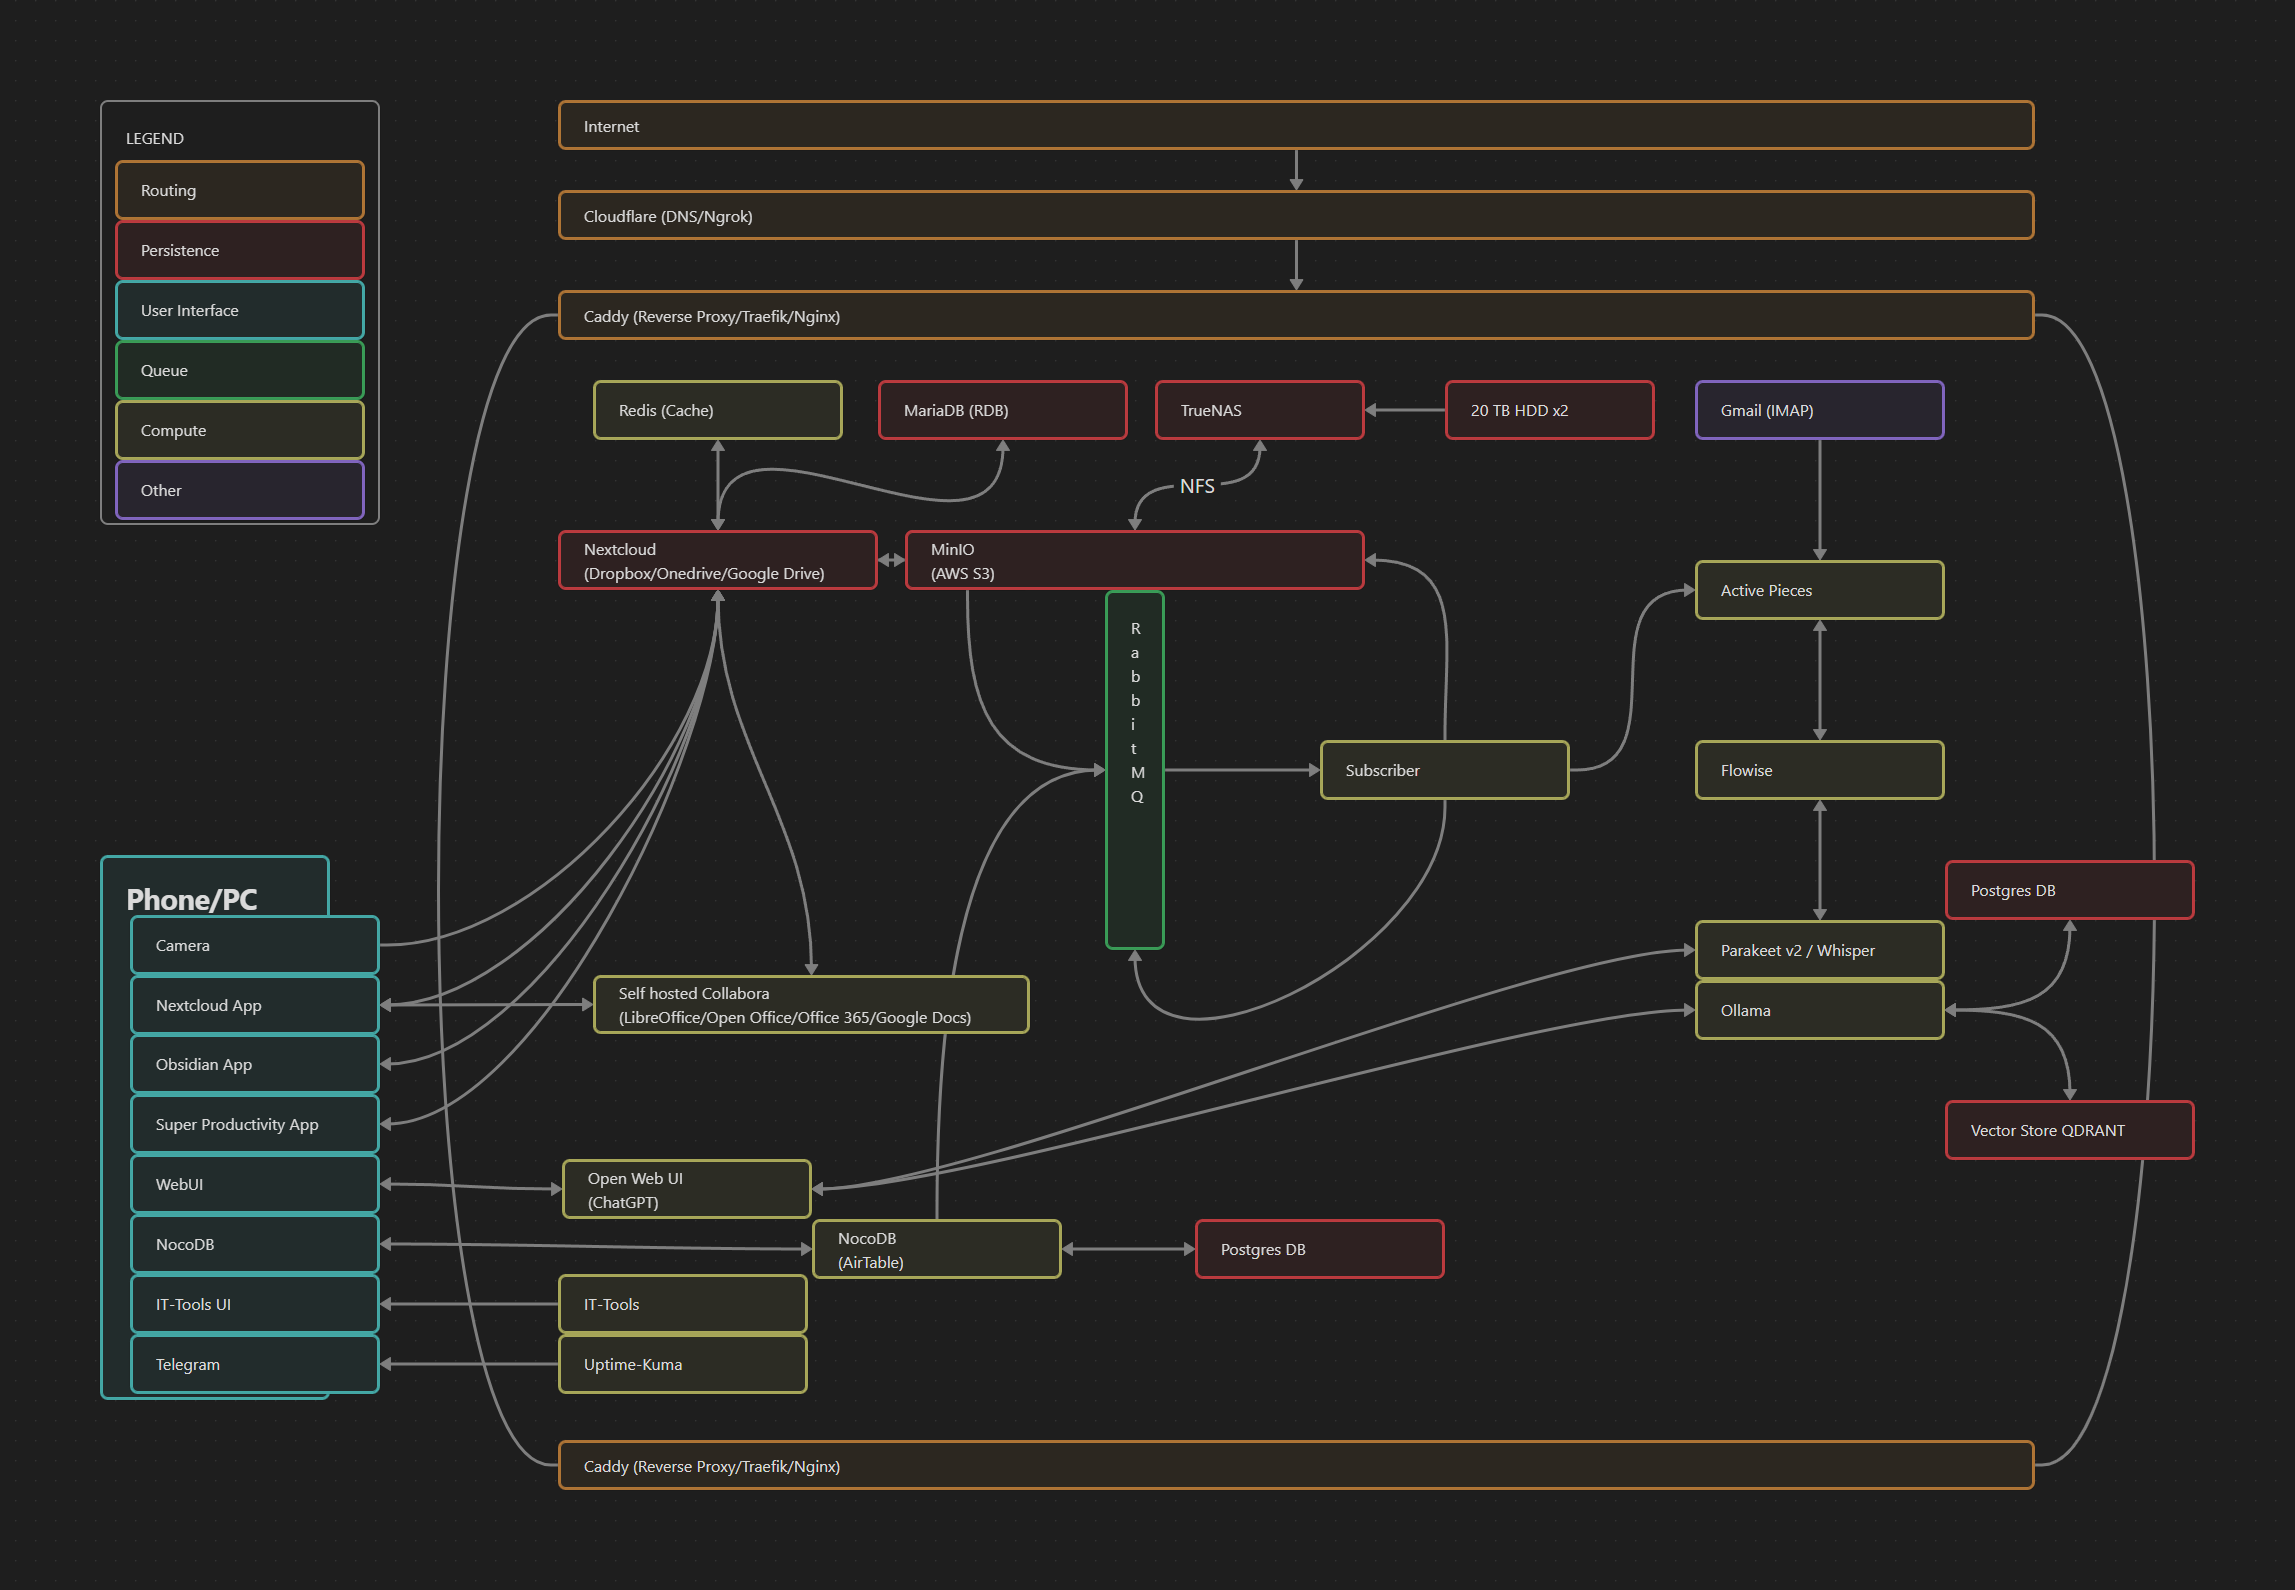 LEGEND
Routing
Persistence
User Interface
Queue
Compute
Other
Internet
Cloudflare (DNS/Ngrok)
Caddy (Reverse Proxy/Traefik/Nginx)
Redis (Cache)
MariaDB (RDB)
TrueNAS
20 TB HDD x2
Gmail (IMAP)
NFS
Nextcloud
(Dropbox/Onedrive/Google Drive)
MinIO
(AWS S3)
Active Pieces
R
a
b
b
i
t
M
Q
Subscriber
Flowise
Postgres DB
Parakeet v2 / Whisper
Ollama
Vector Store QDRANT
Phone/PC
Camera
Nextcloud App
Obsidian App
Super Productivity App
WebUI
NocoDB
IT-Tools UI
Telegram
Self hosted Collabora
(LibreOffice/Open Office/Office 365/Google Docs)
Open Web UI
(ChatGPT)
NocoDB
(AirTable)
Postgres DB
IT-Tools
Uptime-Kuma
Caddy (Reverse Proxy/Traefik/Nginx)